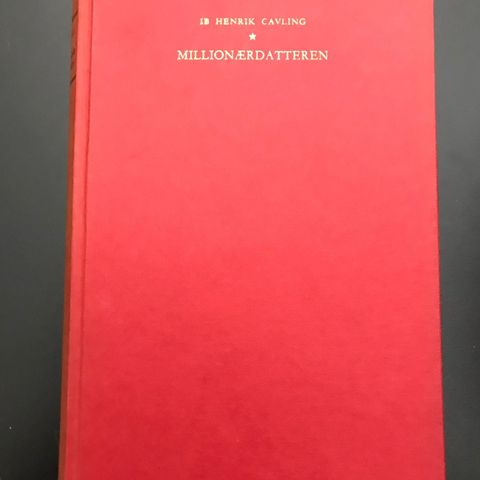 IB HENRIK CAVLING
★
MILLIONÆRDATTEREN